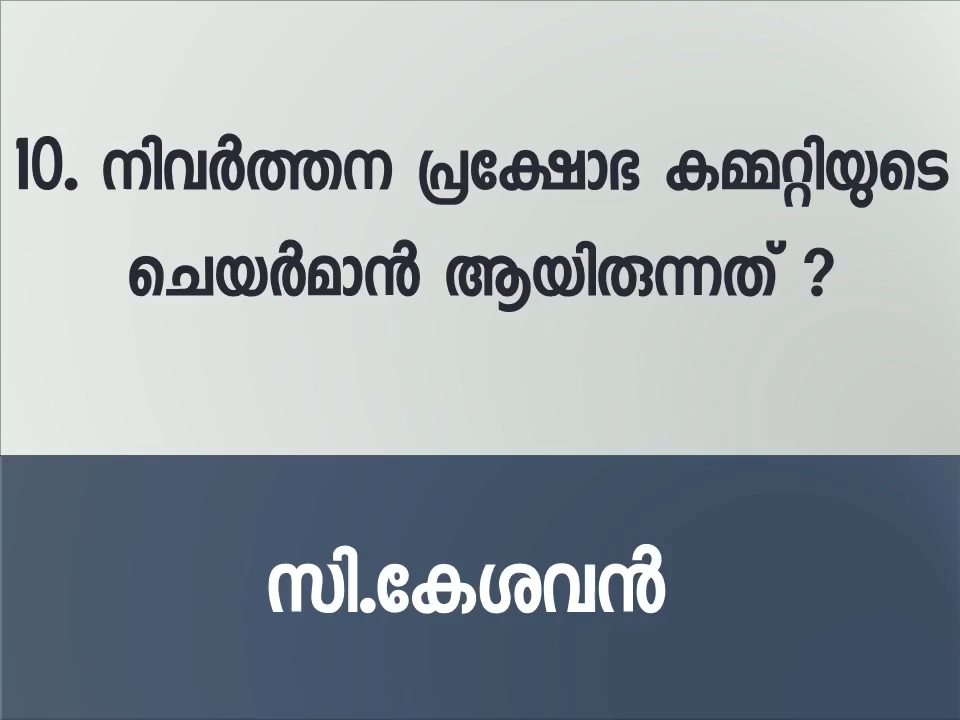 10. നിവർത്തന പ്രക്ഷോഭ കമ്മറ്റിയുടെ
ചെയർമാൻ ആയിരുന്നത് ?
സി.കേശവൻ